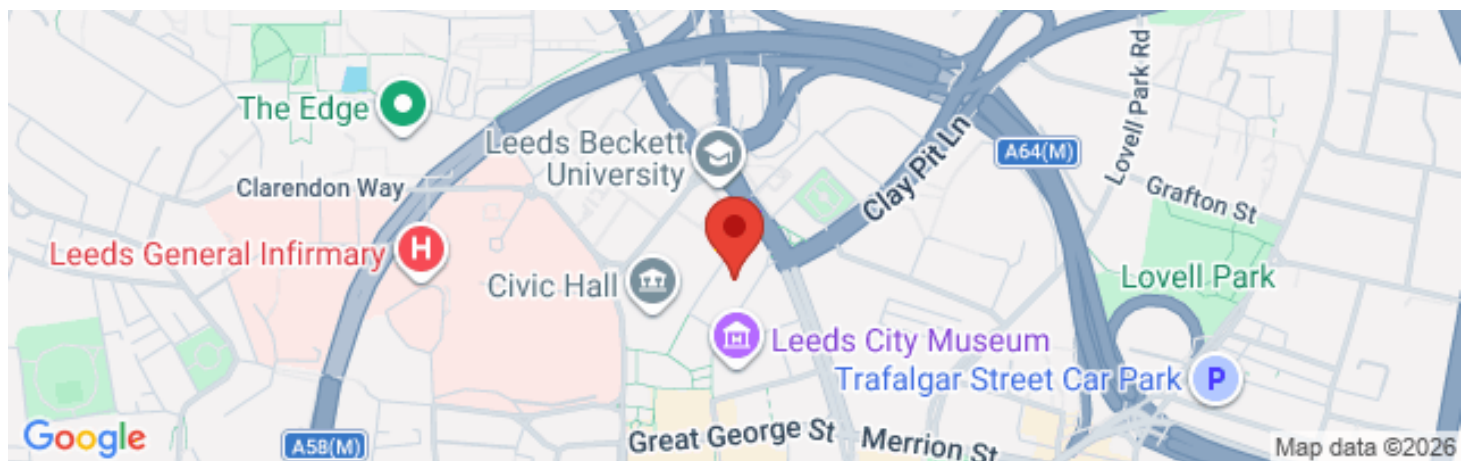 The Edge
Leeds Beckett
University
Clarendon Way
Leeds General Infirmary
H
Civic Hall
Leeds City Museum
Clay Pit Ln
A64(M)
Lovell Park Rd
Grafton St
Lovell Park
Trafalgar Street Car Park
P
Great George St
Merrion St
A58(M)
Google
Map data ©2026